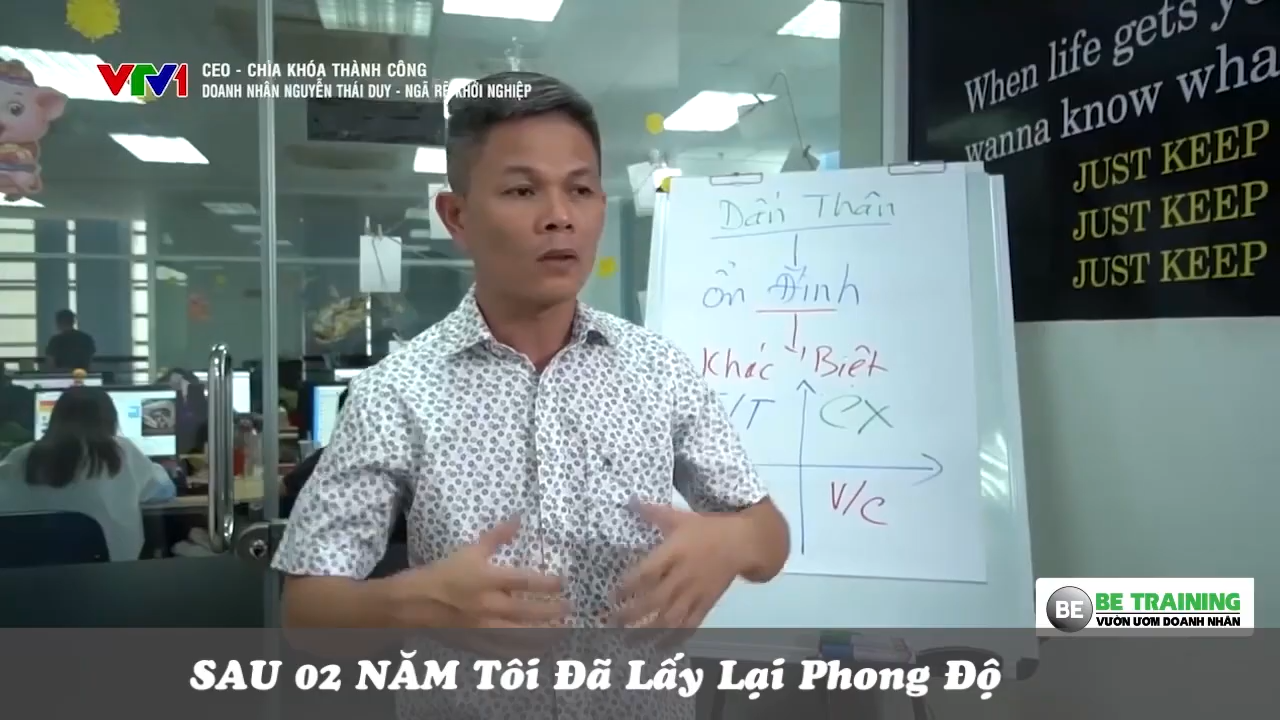 VTV1
CEO - CHÌA KHÓA THÀNH CÔNG
DOANH NHÂN NGUYỄN THÁI DUY - NGÃ RẼ KHỞI NGHIỆP
When life gets
wanna know
JUST KEEP
JUST KEEP
JUST KEEP
Dấn Thân
ổn Định
Khác Biệt
CX
V/C
BE
BE TRAINING
VƯỜN ƯƠM DOANH NHÂN
SAU 02 NĂM Tôi Đã Lấy Lại Phong Độ